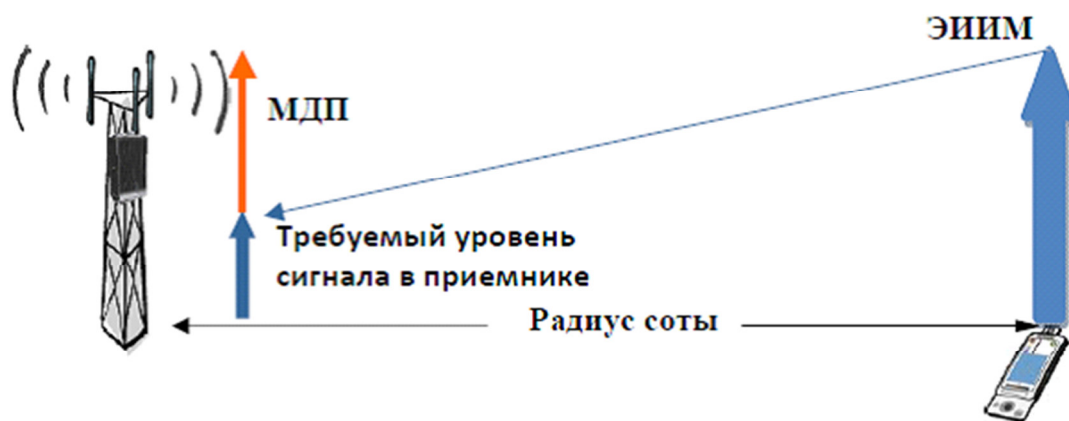 ЭИИМ
МДП
Требуемый уровень
сигнала в приемнике
Радиус соты